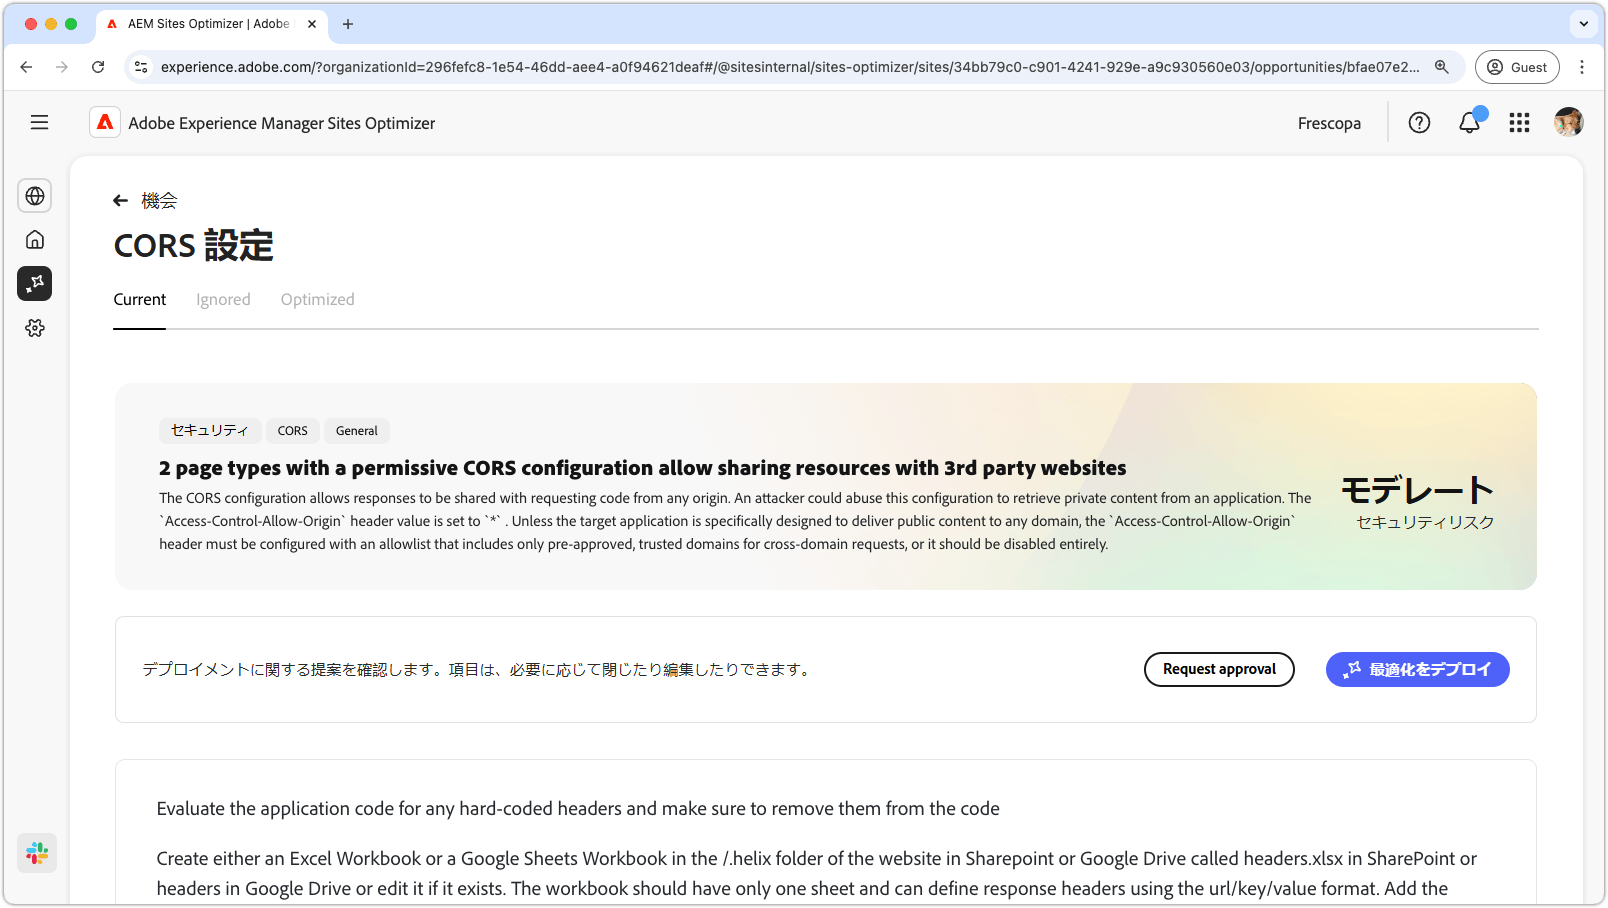 AEM Sites Optimizer | Adobe
experience.adobe.com/?organizationId=296fefc8-1e54-46dd-aee4-a0f94621deaf#/@sitesinternal/sites-optimizer/sites/34bb79c0-c901-4241-929e-a9c930560e03/opportunities/bfae07e2...
Guest
Adobe Experience Manager Sites Optimizer
Frescopa
機会
CORS 設定
Current
Ignored
Optimized
セキュリティ
CORS
General
2 page types with a permissive CORS configuration allow sharing resources with 3rd party websites
The CORS configuration allows responses to be shared with requesting code from any origin. An attacker could abuse this configuration to retrieve private content from an application. The
`Access-Control-Allow-Origin` header value is set to `*` . Unless the target application is specifically designed to deliver public content to any domain, the `Access-Control-Allow-Origin`
header must be configured with an allowlist that includes only pre-approved, trusted domains for cross-domain requests, or it should be disabled entirely.
モデレート
セキュリティリスク
デプロイメントに関する提案を確認します。項目は、必要に応じて閉じたり編集したりできます。
Request approval
最適化をデプロイ
Evaluate the application code for any hard-coded headers and make sure to remove them from the code
Create either an Excel Workbook or a Google Sheets Workbook in the /.helix folder of the website in Sharepoint or Google Drive called headers.xlsx in SharePoint or
headers in Google Drive or edit it if it exists. The workbook should have only one sheet and can define response headers using the url/key/value format. Add the